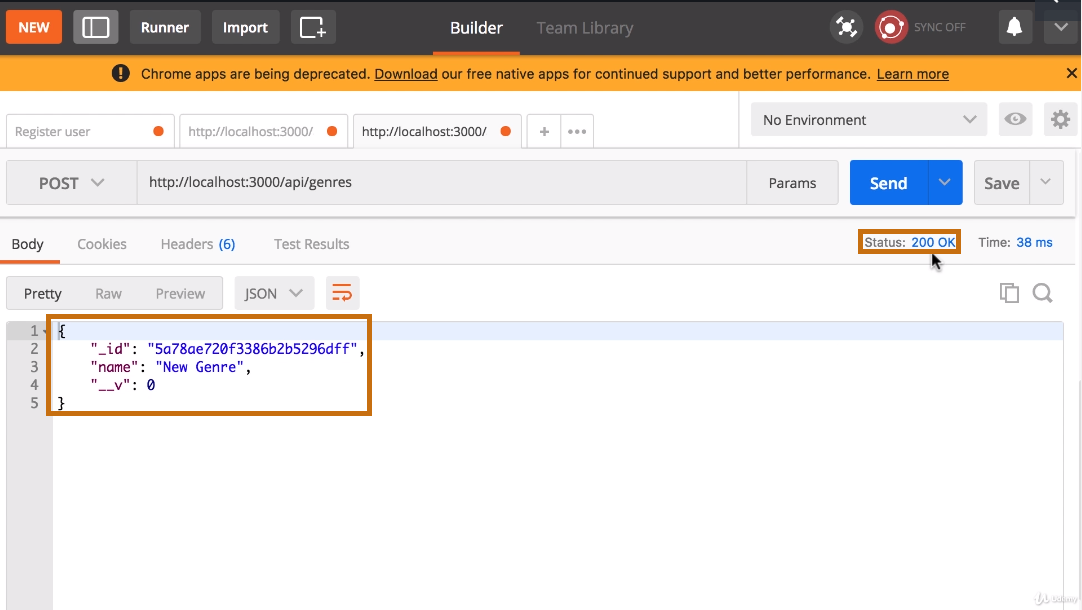 NEW Runner Import Builder Team Library SYNC OFF
Chrome apps are being deprecated. Download our free native apps for continued support and better performance. Learn more
Register user http://localhost:3000/ http://localhost:3000/ + ••• No Environment
POST http://localhost:3000/api/genres Params Send Save
Body Cookies Headers (6) Test Results Status: 200 OK Time: 38 ms
Pretty Raw Preview JSON
1 {
2 "_id": "5a78ae720f3386b2b5296dff",
3 "name": "New Genre",
4 "__v": 0
5 }
Udemy